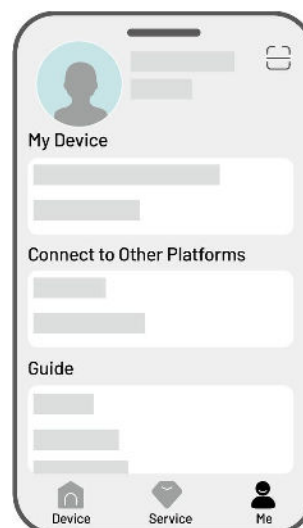 My Device
Connect to Other Platforms
Guide
Device
Service
Me